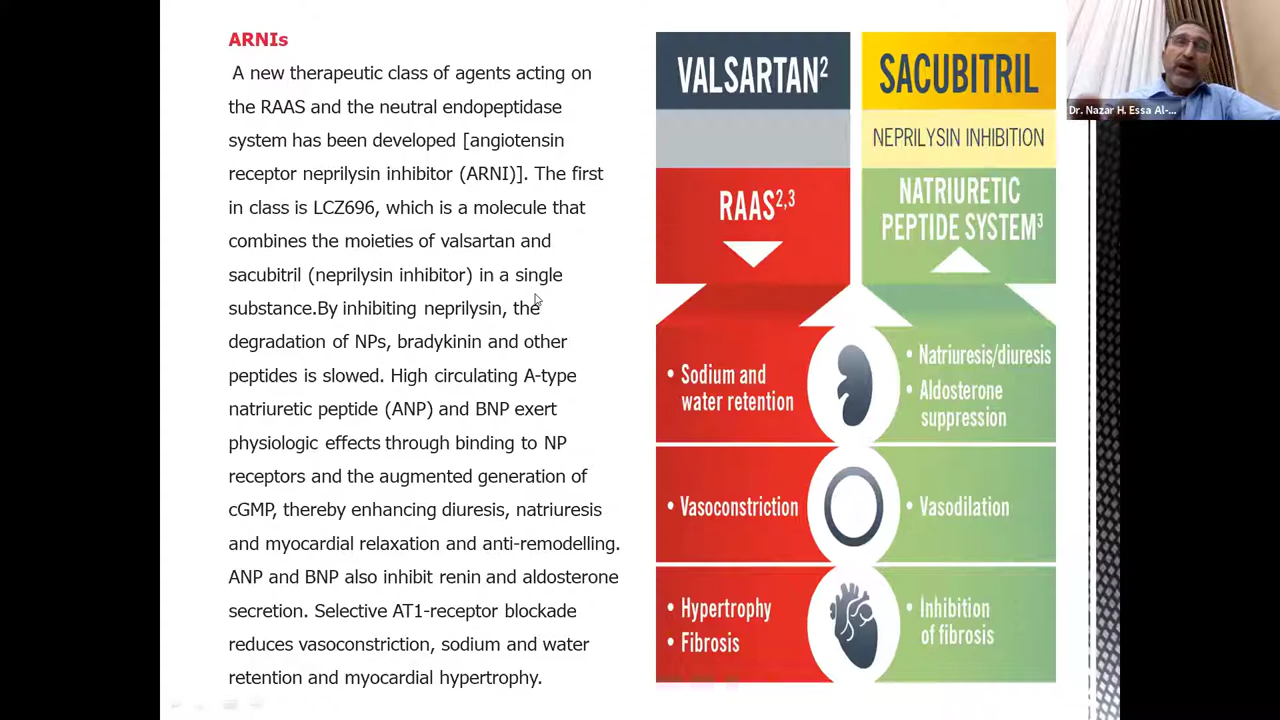 ARNIs
A new therapeutic class of agents acting on
the RAAS and the neutral endopeptidase
system has been developed [angiotensin
receptor neprilysin inhibitor (ARNI)]. The first
in class is LCZ696, which is a molecule that
combines the moieties of valsartan and
sacubitril (neprilysin inhibitor) in a single
substance.By inhibiting neprilysin, the
degradation of NPs, bradykinin and other
peptides is slowed. High circulating A-type
natriuretic peptide (ANP) and BNP exert
physiologic effects through binding to NP
receptors and the augmented generation of
cGMP, thereby enhancing diuresis, natriuresis
and myocardial relaxation and anti-remodelling.
ANP and BNP also inhibit renin and aldosterone
secretion. Selective AT1-receptor blockade
reduces vasoconstriction, sodium and water
retention and myocardial hypertrophy.
VALSARTAN²
RAAS²,³
• Sodium and
water retention
• Vasoconstriction
• Hypertrophy
• Fibrosis
SACUBITRIL
NEPRILYSIN INHIBITION
NATRIURETIC
PEPTIDE SYSTEM³
• Natriuresis/diuresis
• Aldosterone
suppression
• Vasodilation
• Inhibition
of fibrosis
Dr. Nazar H. Essa Al-...